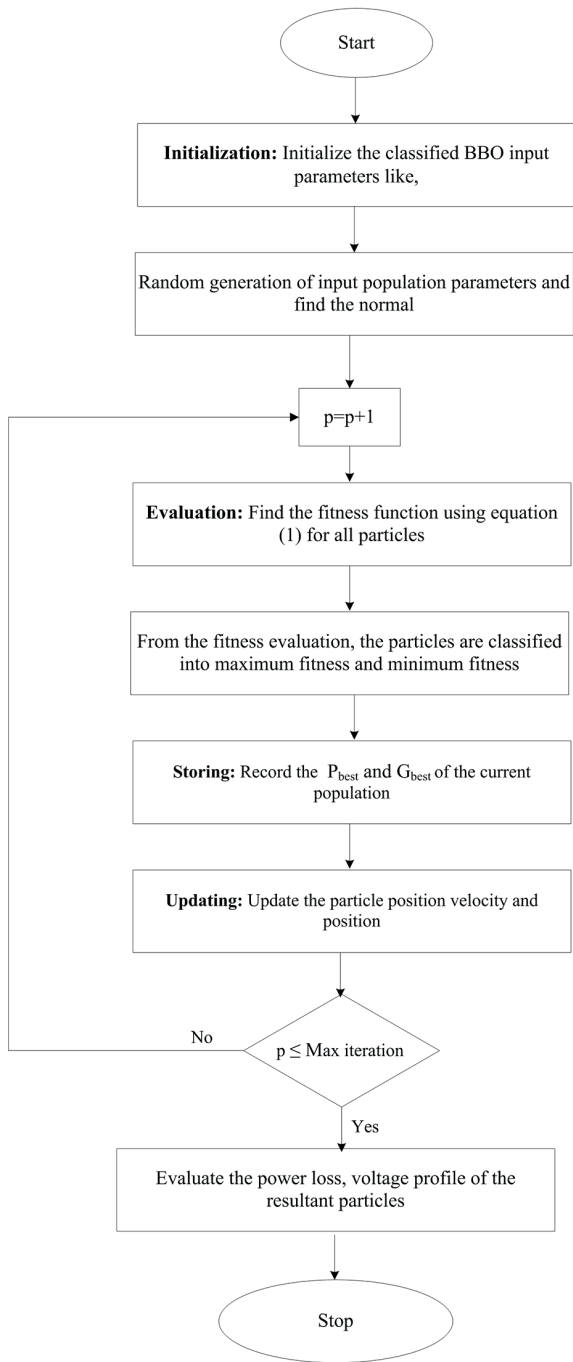 Start
Initialization: Initialize the classified BBO input
parameters like,
Random generation of input population parameters and
find the normal
p=p+1
Evaluation: Find the fitness function using equation
(1) for all particles
From the fitness evaluation, the particles are classified
into maximum fitness and minimum fitness
Storing: Record the Pbest and Gbest of the current
population
Updating: Update the particle position velocity and
position
No
p ≤ Max iteration
Yes
Evaluate the power loss, voltage profile of the
resultant particles
Stop